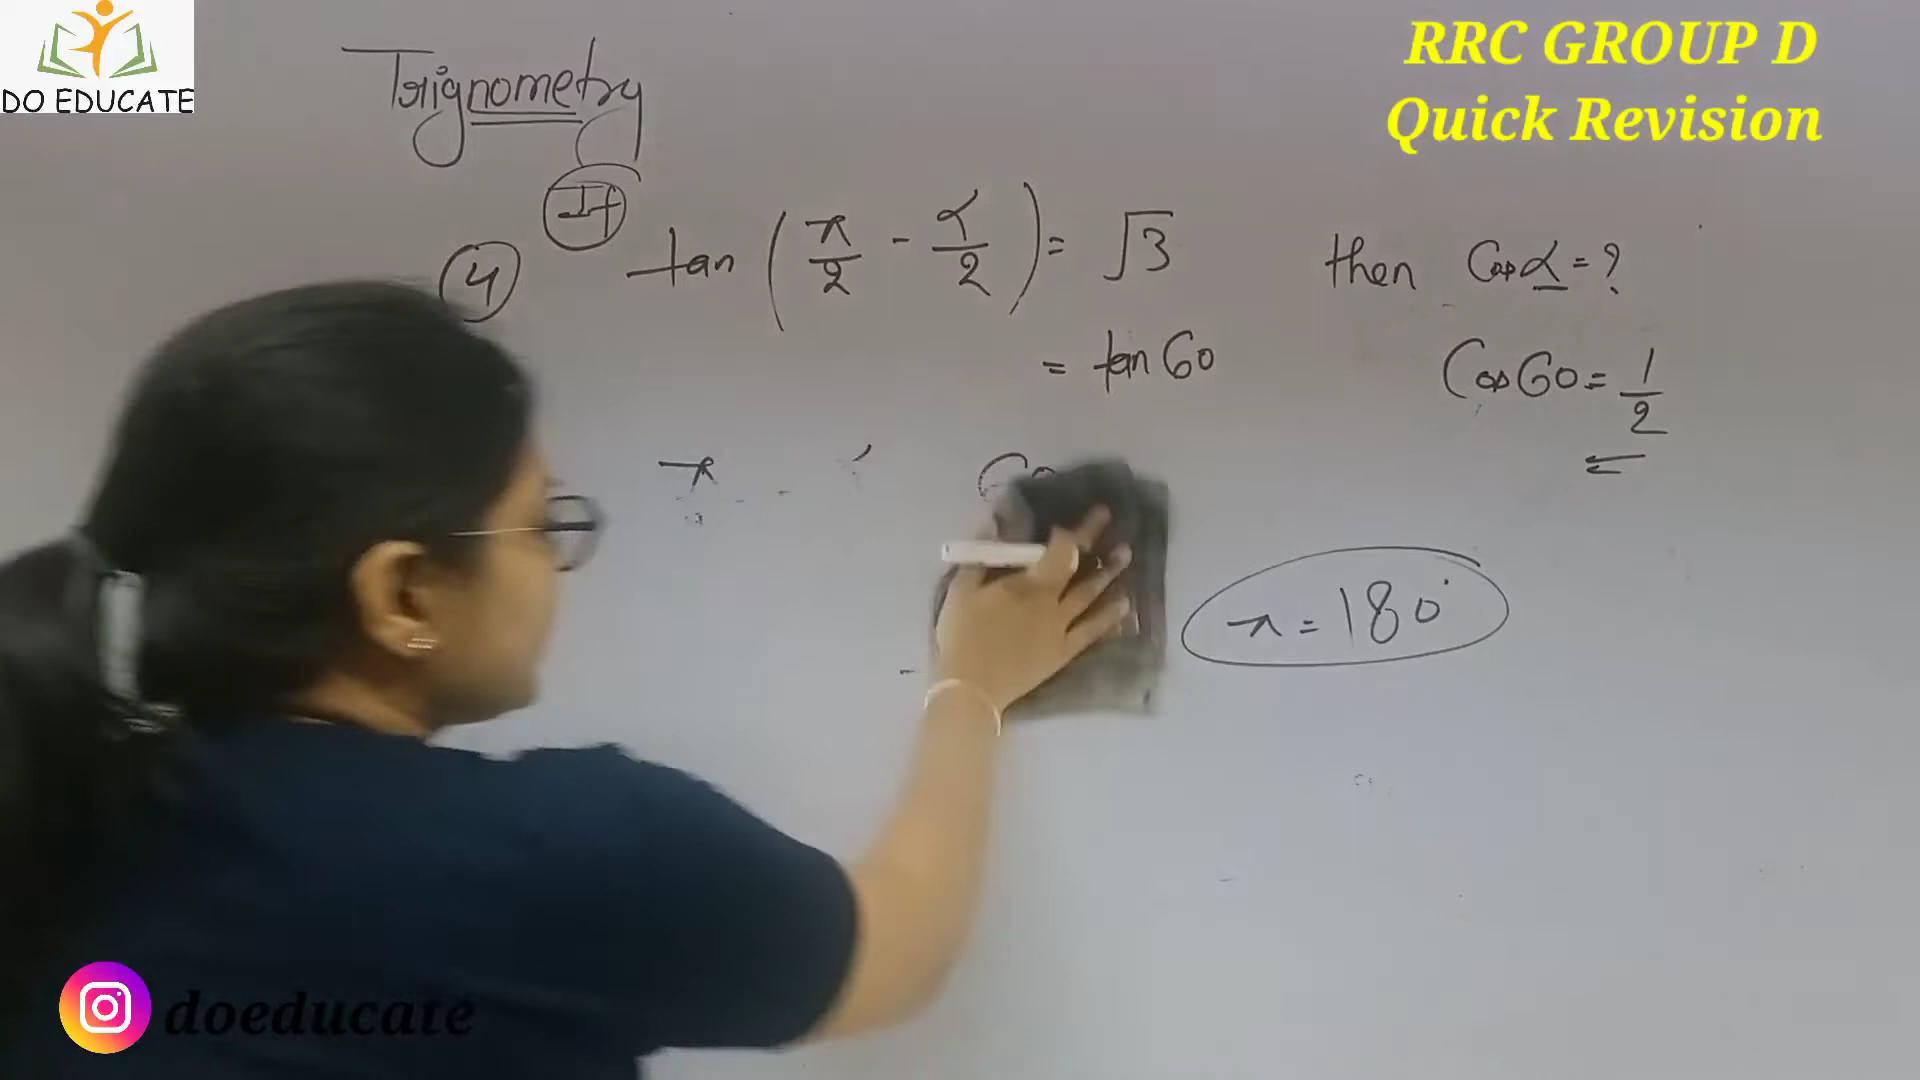 DO EDUCATE
RRC GROUP D
Quick Revision
Trignometry
If
4 tan (π/2 - α/2) = √3 then Cos α = ?
= tan 60 Cos 60 = 1/2
π -
π = 180°
doeducate